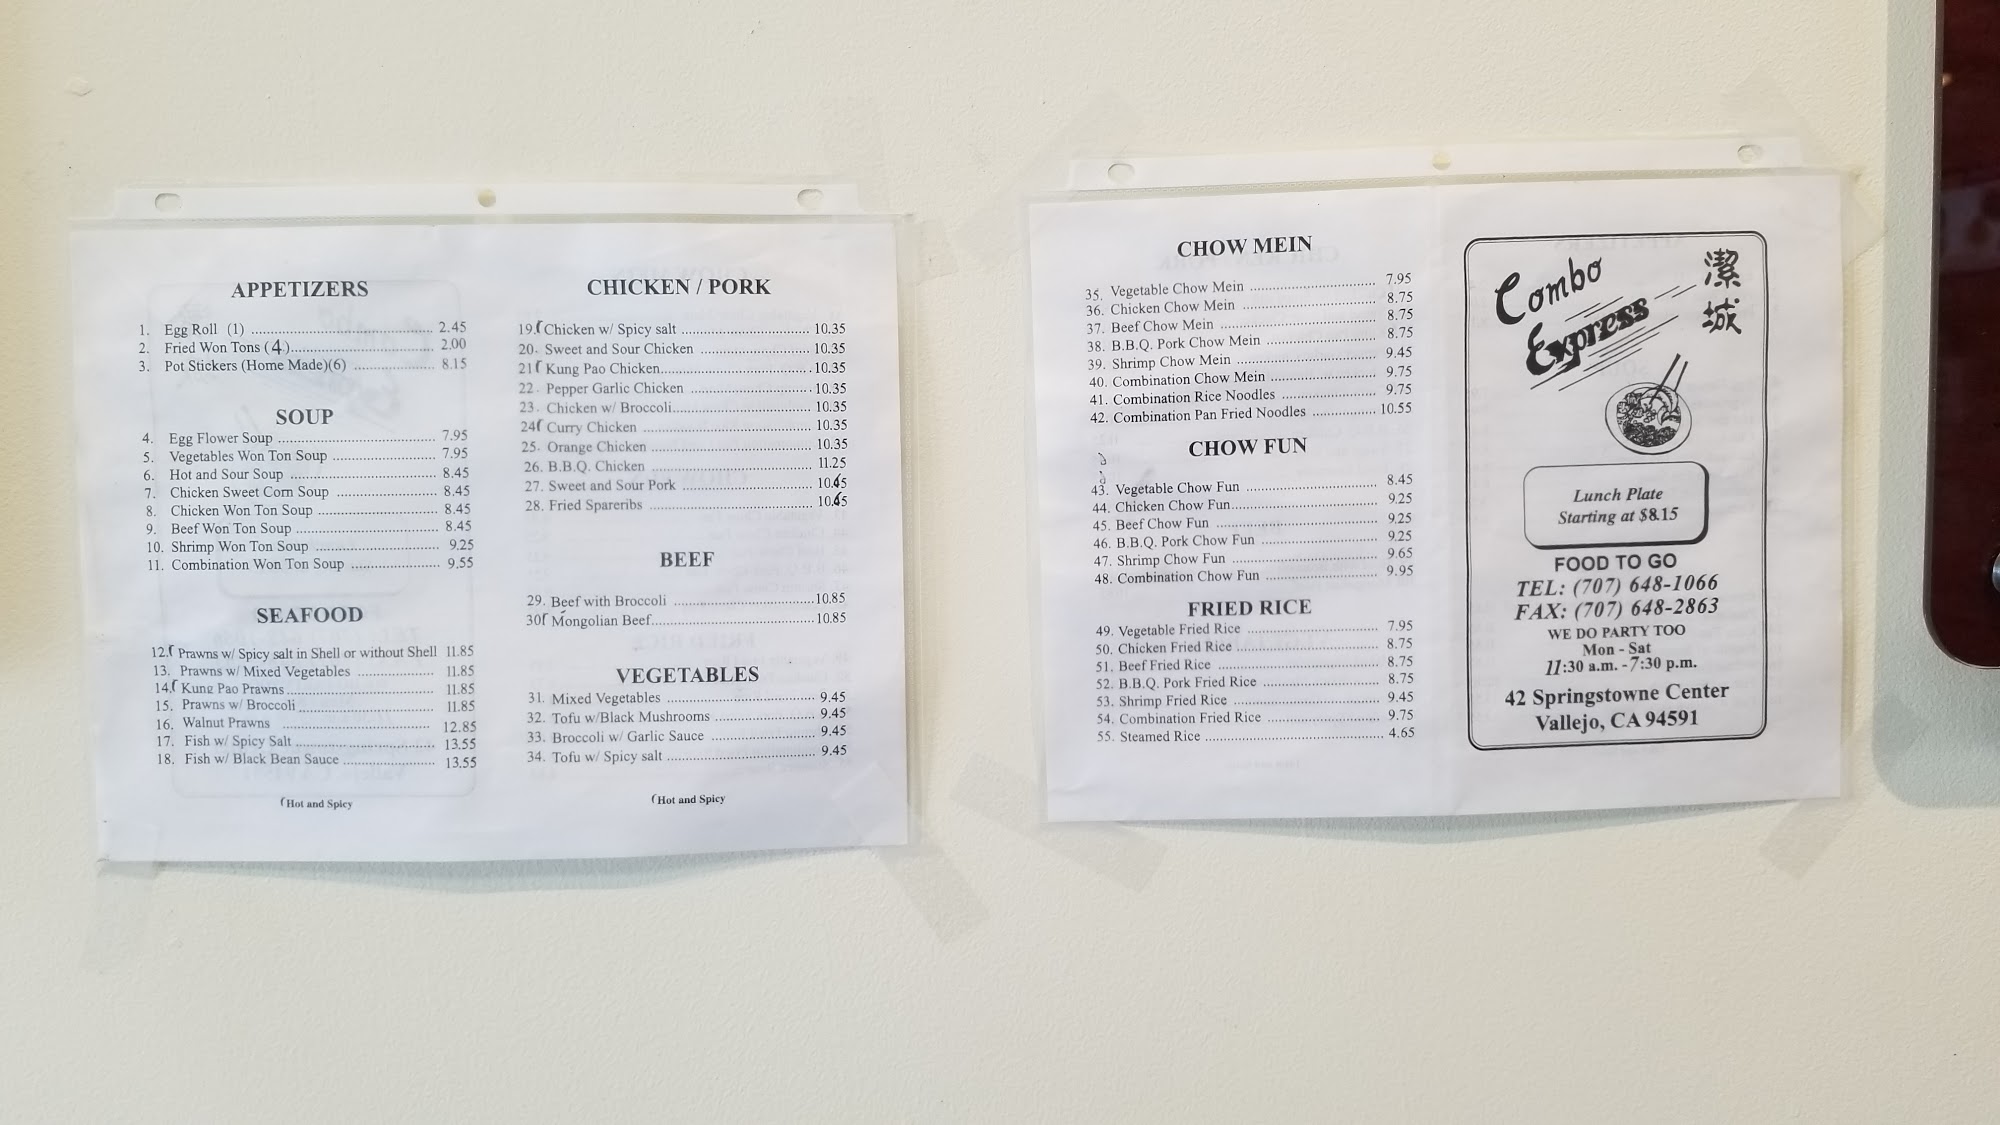 APPETIZERS
1. Egg Roll (1) 2.45
2. Fried Won Tons (4) 2.00
3. Pot Stickers (Home Made)(6) 8.15
SOUP
4. Egg Flower Soup 7.95
5. Vegetables Won Ton Soup 7.95
6. Hot and Sour Soup 8.45
7. Chicken Sweet Corn Soup 8.45
8. Chicken Won Ton Soup 8.45
9. Beef Won Ton Soup 8.45
10. Shrimp Won Ton Soup 9.25
11. Combination Won Ton Soup 9.55
SEAFOOD
12. Prawns w/ Spicy salt in Shell or without Shell 11.85
13. Prawns w/ Mixed Vegetables 11.85
14. Kung Pao Prawns 11.85
15. Prawns w/ Broccoli 11.85
16. Walnut Prawns 12.85
17. Fish w/ Spicy Salt 13.55
18. Fish w/ Black Bean Sauce 13.55
Hot and Spicy
CHICKEN / PORK
19. Chicken w/ Spicy salt 10.35
20. Sweet and Sour Chicken 10.35
21 Kung Pao Chicken 10.35
22. Pepper Garlic Chicken 10.35
23. Chicken w/ Broccoli 10.35
24 Curry Chicken 10.35
25. Orange Chicken 10.35
26. B.B.Q. Chicken 11.25
27. Sweet and Sour Pork 10.65
28. Fried Spareribs 10.65
BEEF
29. Beef with Broccoli 10.85
30 Mongolian Beef 10.85
VEGETABLES
31. Mixed Vegetables 9.45
32. Tofu w/Black Mushrooms 9.45
33. Broccoli w/ Garlic Sauce 9.45
34. Tofu w/ Spicy salt 9.45
Hot and Spicy
CHOW MEIN
35. Vegetable Chow Mein 7.95
36. Chicken Chow Mein 8.75
37. Beef Chow Mein 8.75
38. B.B.Q. Pork Chow Mein 8.75
39. Shrimp Chow Mein 9.45
40. Combination Chow Mein 9.75
41. Combination Rice Noodles 9.75
42. Combination Pan Fried Noodles 10.55
CHOW FUN
43. Vegetable Chow Fun 8.45
44. Chicken Chow Fun 9.25
45. Beef Chow Fun 9.25
46. B.B.Q. Pork Chow Fun 9.25
47. Shrimp Chow Fun 9.65
48. Combination Chow Fun 9.95
FRIED RICE
49. Vegetable Fried Rice 7.95
50. Chicken Fried Rice 8.75
51. Beef Fried Rice 8.75
52. B.B.Q. Pork Fried Rice 8.75
53. Shrimp Fried Rice 9.45
54. Combination Fried Rice 9.75
55. Steamed Rice 4.65
Combo
Express
潔城
Lunch Plate
Starting at $8.15
FOOD TO GO
TEL: (707) 648-1066
FAX: (707) 648-2863
WE DO PARTY TOO
Mon - Sat
11:30 a.m. - 7:30 p.m.
42 Springstowne Center
Vallejo, CA 94591